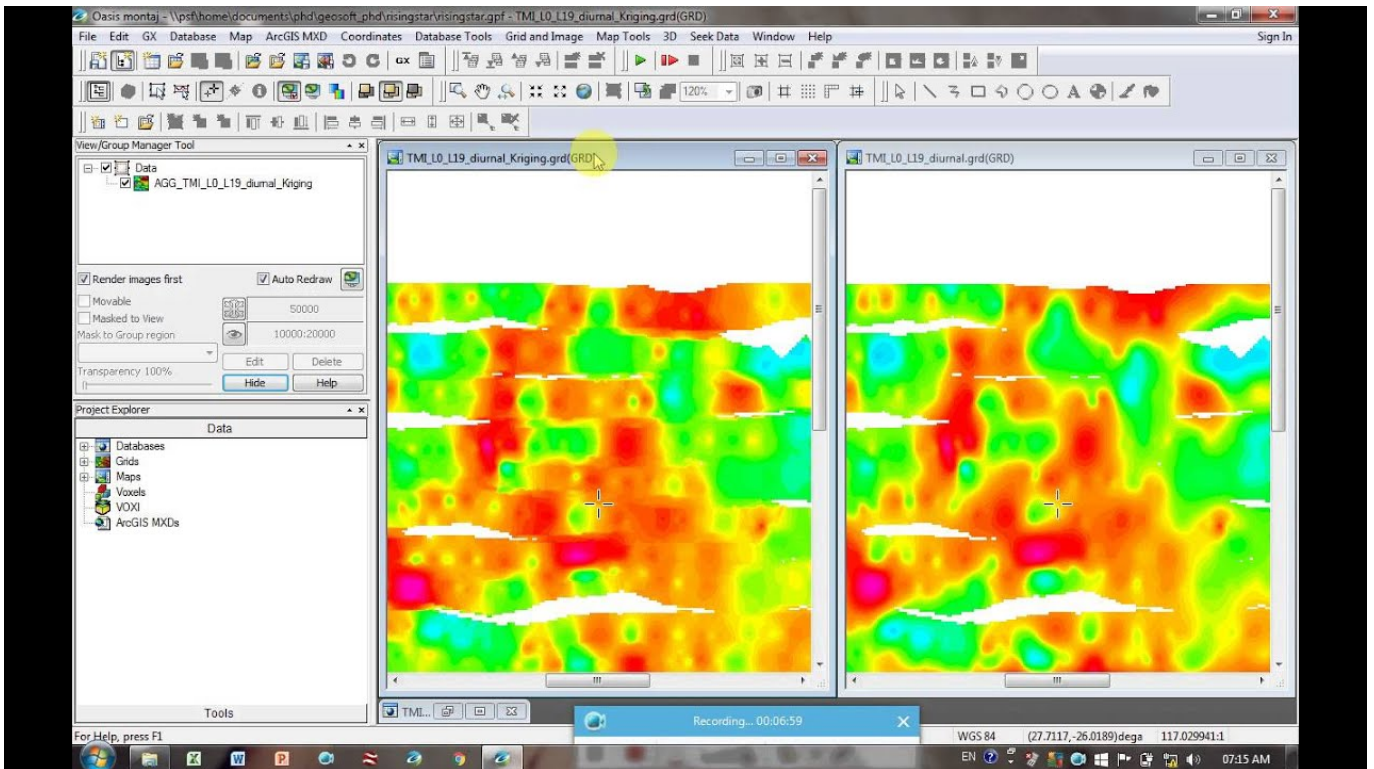 Oasis montaj - \\psf\home\documents\phd\geosoft_phd\risingstar\risingstar.gpf - TMI_L0_L19_diurnal_Kriging.grd(GRD)
File Edit GX Database Map ArcGIS MXD Coordinates Database Tools Grid and Image Map Tools 3D Seek Data Window Help Sign In
GX
120%
A
View/Group Manager Tool
Data
AGG_TMI_L0_L19_diurnal_Kriging
Render images first Auto Redraw
Movable
50000
Masked to View
Mask to Group region
10000:20000
Edit Delete
Transparency 100%
Hide Help
Project Explorer
Data
Databases
Grids
Maps
Voxels
VOXI
ArcGIS MXDs
Tools
TMI_L0_L19_diurnal_Kriging.grd(GRD)
TMI_L0_L19_diurnal.grd(GRD)
TMI...
Recording... 00:06:59
For Help, press F1
WGS 84 (27.7117,-26.0189)dega 117.029941:1
EN 07:15 AM